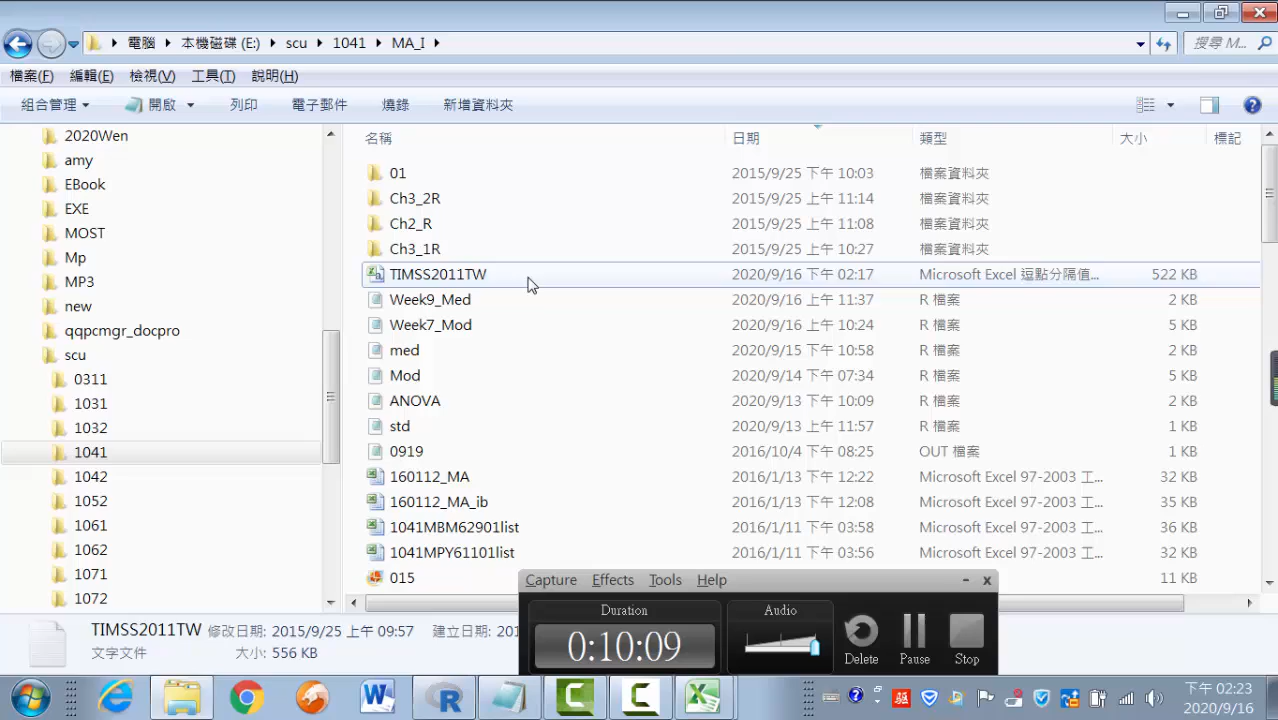 電腦 本機磁碟 (E:) scu 1041 MA_I
搜尋 M...
檔案(F) 編輯(E) 檢視(V) 工具(T) 說明(H)
組合管理 開啟 列印 電子郵件 燒錄 新增資料夾
2020Wen
amy
EBook
EXE
MOST
Mp
MP3
new
qqpcmgr_docpro
scu
0311
1031
1032
1041
1042
1052
1061
1062
1071
1072
名稱 日期 類型 大小 標記
01 2015/9/25 下午 10:03 檔案資料夾
Ch3_2R 2015/9/25 上午 11:14 檔案資料夾
Ch2_R 2015/9/25 上午 11:08 檔案資料夾
Ch3_1R 2015/9/25 上午 10:27 檔案資料夾
TIMSS2011TW 2020/9/16 下午 02:17 Microsoft Excel 逗點分隔值... 522 KB
Week9_Med 2020/9/16 上午 11:37 R 檔案 2 KB
Week7_Mod 2020/9/16 上午 10:24 R 檔案 5 KB
med 2020/9/15 下午 10:58 R 檔案 2 KB
Mod 2020/9/14 下午 07:34 R 檔案 5 KB
ANOVA 2020/9/13 下午 10:09 R 檔案 2 KB
std 2020/9/13 上午 11:57 R 檔案 1 KB
0919 2016/10/4 下午 08:25 OUT 檔案 1 KB
160112_MA 2016/1/13 下午 12:22 Microsoft Excel 97-2003 工... 32 KB
160112_MA_ib 2016/1/13 下午 12:08 Microsoft Excel 97-2003 工... 32 KB
1041MBM62901list 2016/1/11 下午 03:58 Microsoft Excel 97-2003 工... 36 KB
1041MPY61101list 2016/1/11 下午 03:56 Microsoft Excel 97-2003 工... 32 KB
015 11 KB
TIMSS2011TW 修改日期: 2015/9/25 上午 09:57 建立日期: 201
文字文件 大小: 556 KB
Capture Effects Tools Help
Duration
0:10:09
Audio
Delete Pause Stop
下午 02:23
2020/9/16